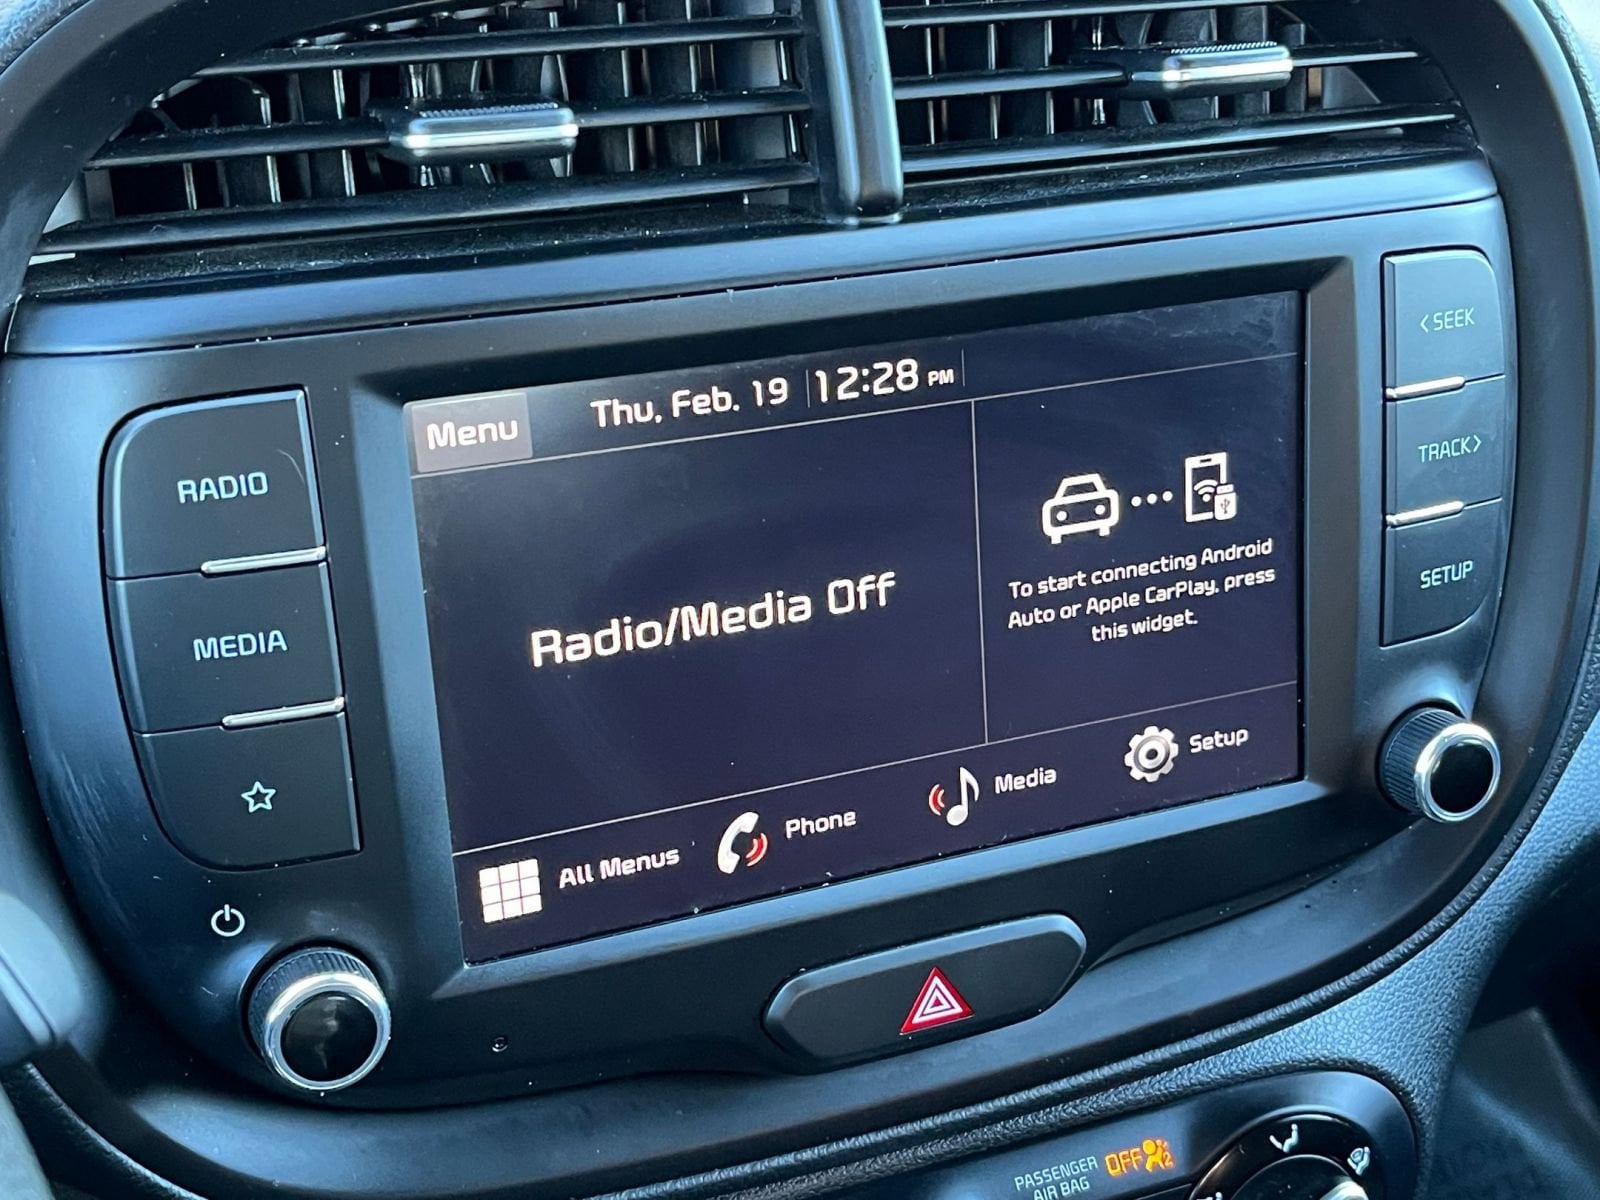 Menu
Thu, Feb. 19
12:28 PM
<SEEK
TRACK>
SETUP
RADIO
MEDIA
Radio/Media Off
To start connecting Android
Auto or Apple CarPlay, press
this widget.
All Menus
Phone
Media
Setup
PASSENGER
AIR BAG
OFF
2